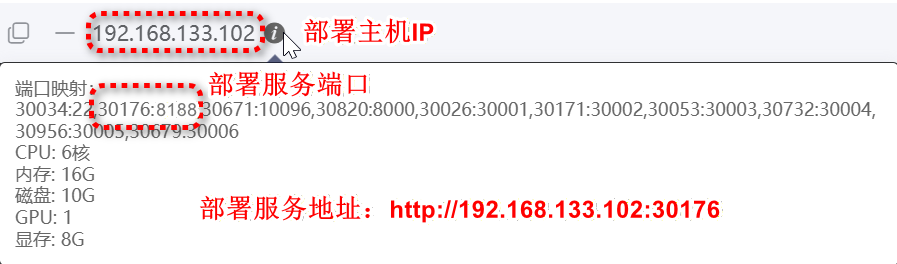 192.168.133.102 i 部署主机IP
端口映射: 部署服务端口
30034:22,30176:8188,30671:10096,30820:8000,30026:30001,30171:30002,30053:30003,30732:30004,
30956:30005,30679:30006
CPU: 6核
内存: 16G
磁盘: 10G
部署服务地址：http://192.168.133.102:30176
GPU: 1
显存: 8G